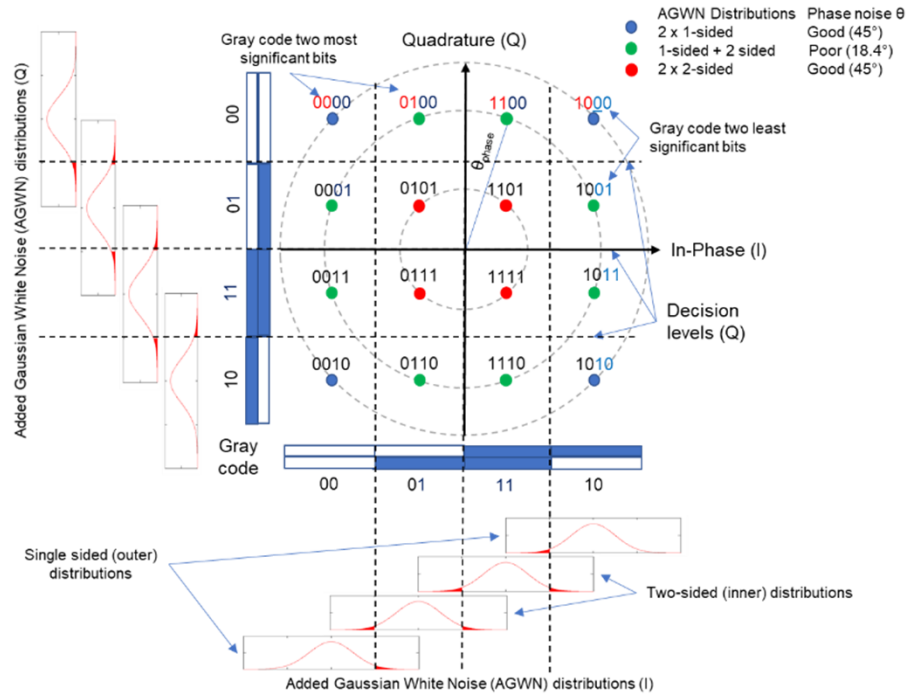 AGWN Distributions Phase noise θ
2 x 1-sided Good (45°)
1-sided + 2 sided Poor (18.4°)
2 x 2-sided Good (45°)
Gray code two most
significant bits
Quadrature (Q)
0000 0100 1100 1000
Gray code two least
significant bits
θphase
0001 0101 1101 1001
In-Phase (I)
0011 0111 1111 1011
Decision
levels (Q)
0010 0110 1110 1010
Added Gaussian White Noise (AGWN) distributions (Q)
00
01
11
10
Gray
code
00 01 11 10
Single sided (outer)
distributions
Two-sided (inner) distributions
Added Gaussian White Noise (AGWN) distributions (I)